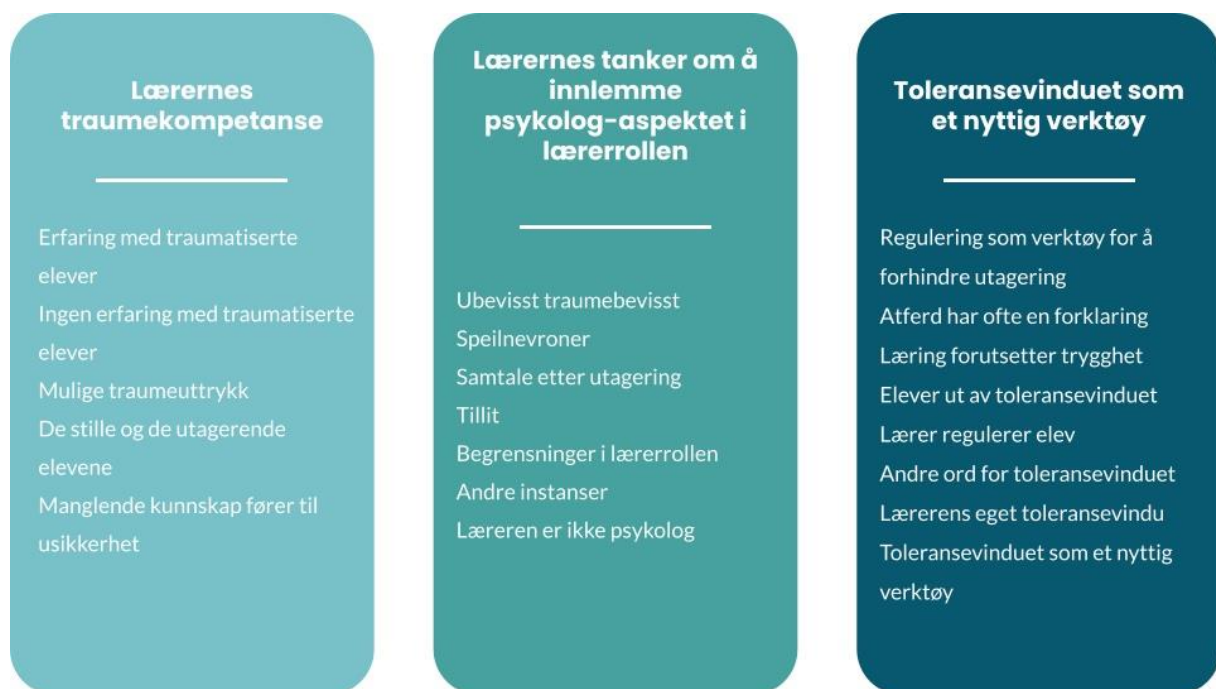 Lærernes
traumekompetanse
Erfaring med traumatiserte
elever
Ingen erfaring med traumatiserte
elever
Mulige traumeuttrykk
De stille og de utagerende
elevene
Manglende kunnskap fører til
usikkerhet
Lærernes tanker om å
innlemme
psykolog-aspektet i
lærerrollen
Ubevisst traumebevisst
Speilnevroner
Samtale etter utagering
Tillit
Begrensninger i lærerrollen
Andre instanser
Læreren er ikke psykolog
Toleransevinduet som
et nyttig verktøy
Regulering som verktøy for å
forhindre utagering
Atferd har ofte en forklaring
Læring forutsetter trygghet
Elever ut av toleransevinduet
Lærer regulerer elev
Andre ord for toleransevinduet
Lærerens eget toleransevindu
Toleransevinduet som et nyttig
verktøy